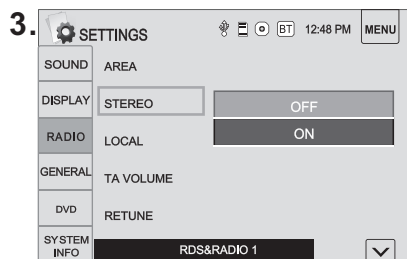 3.
SETTINGS BT 12:48 PM MENU
SOUND AREA
DISPLAY STEREO OFF
RADIO LOCAL ON
GENERAL TA VOLUME
DVD RETUNE
SYSTEM INFO RDS&RADIO 1